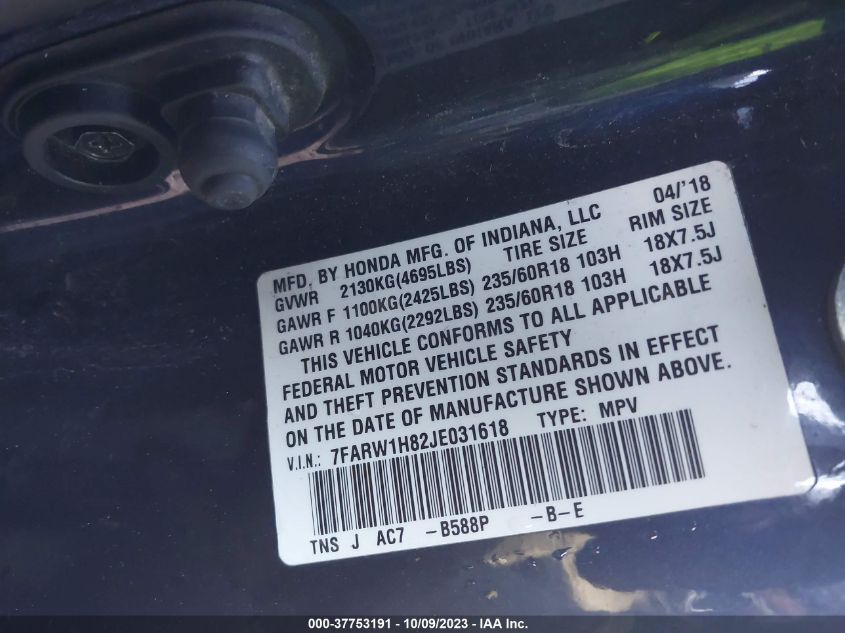 MFD. BY HONDA MFG. OF INDIANA, LLC 04/'18
GVWR 2130KG(4695LBS) TIRE SIZE RIM SIZE
GAWR F 1100KG(2425LBS) 235/60R18 103H 18X7.5J
GAWR R 1040KG(2292LBS) 235/60R18 103H 18X7.5J
THIS VEHICLE CONFORMS TO ALL APPLICABLE
FEDERAL MOTOR VEHICLE SAFETY
AND THEFT PREVENTION STANDARDS IN EFFECT
ON THE DATE OF MANUFACTURE SHOWN ABOVE.
V.I.N.: 7FARW1H82JE031618 TYPE: MPV
TNS J AC7 -B588P -B-E
000-37753191 - 10/09/2023 - IAA Inc.